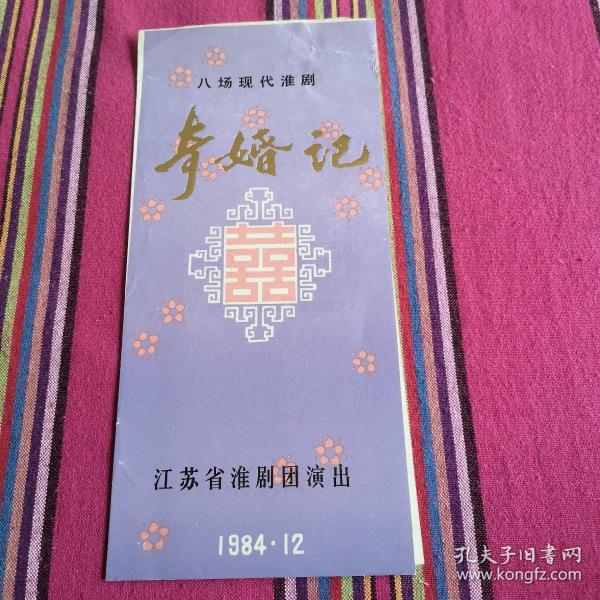 八场现代淮剧
奇婚记
囍
江苏省淮剧团演出
1984·12
孔夫子旧书网
www.kongfz.com